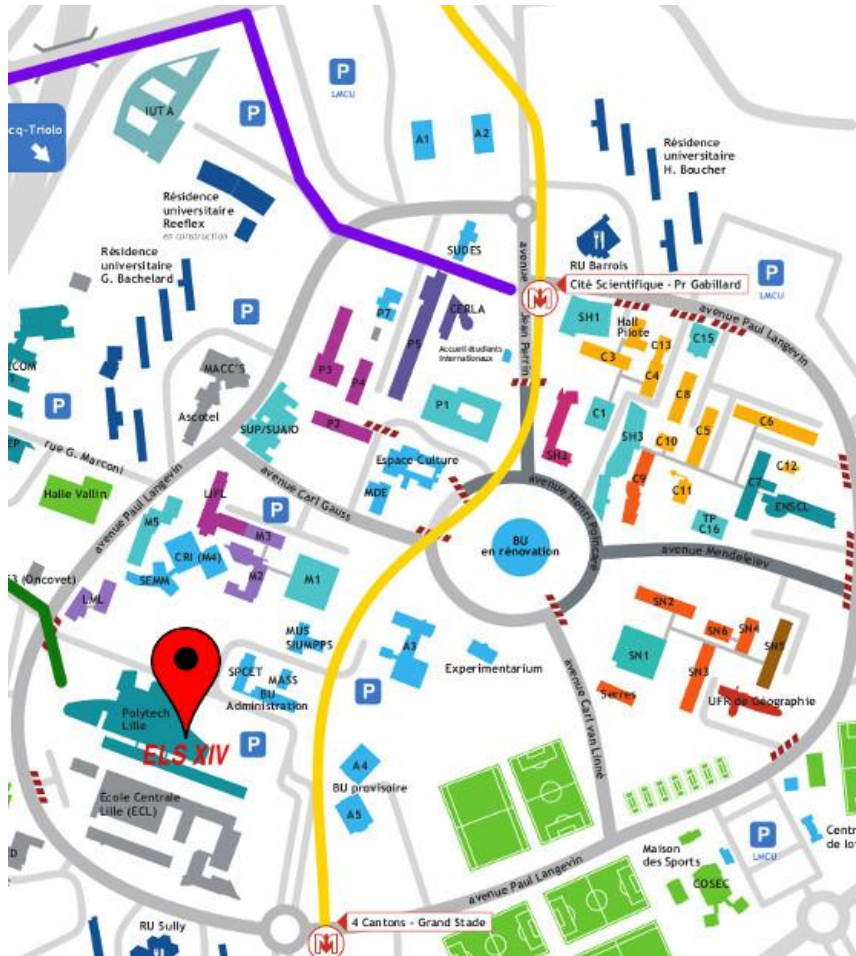 P
LMCU
IUT A
P
cq-Triolo
A1
A2
Résidence
universitaire
H. Boucher
Résidence
universitaire
Reeflex
en construction
SUDES
RU Barrois
Résidence
universitaire
G. Bachelard
avenue Jean Perrin
Cité Scientifique - Pr Gabillard
P
LMCU
avenue Paul Langevin
P7
CERLA
P
P5
SH1
Hall
Pilote
C15
C13
C3
Accueil étudiants
Internationaux
ECOM
MACC'S
P3
P4
C4
C8
P
Ascotel
SUP/SUAIO
P2
P1
C1
SH3
C6
C5
C10
rue G. Marconi
Espace Culture
SH2
C9
C12
C11
C7
ENSCL
Halle Vallin
avenue Paul Langevin
LIFL
avenue Carl Gauss
MDE
avenue Henri Poincaré
P
M5
M3
TP
C16
CRI (M4)
BU
en rénovation
avenue Mendeleiev
SEMM
M2
M1
(Oncovet)
LML
SN2
MUS
SIUMPPS
A3
SN6
SN4
SN5
SPCET
MASS
BU
Administration
Experimentarium
SN1
SN3
P
Serres
UFR de Géographie
Polytech
Lille
avenue Carl van Linné
ELS XIV
P
A4
BU provisoire
École Centrale
Lille (ECL)
A5
P
LMCU
Maison
des Sports
Cent
de lo
avenue Paul Langevin
COSEC
4 Cantons - Grand Stade
RU Sully
M